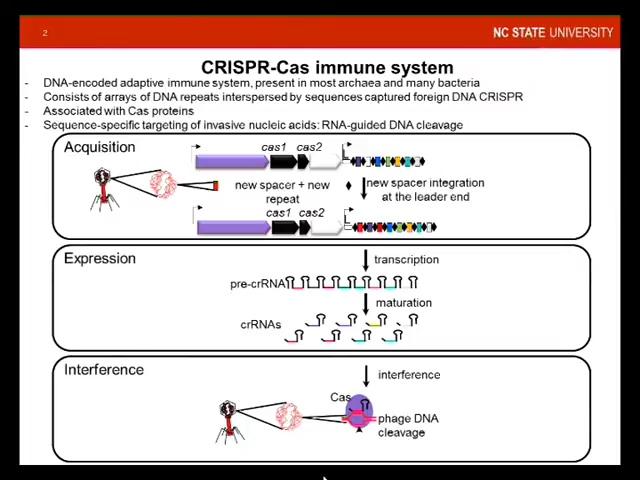 2
NC STATE UNIVERSITY
CRISPR-Cas immune system
- DNA-encoded adaptive immune system, present in most archaea and many bacteria
- Consists of arrays of DNA repeats interspersed by sequences captured foreign DNA CRISPR
- Associated with Cas proteins
- Sequence-specific targeting of invasive nucleic acids: RNA-guided DNA cleavage
Acquisition
cas1 cas2
new spacer + new
repeat
new spacer integration
at the leader end
cas1 cas2
Expression
transcription
pre-crRNA
maturation
crRNAs
Interference
interference
Cas
phage DNA
cleavage